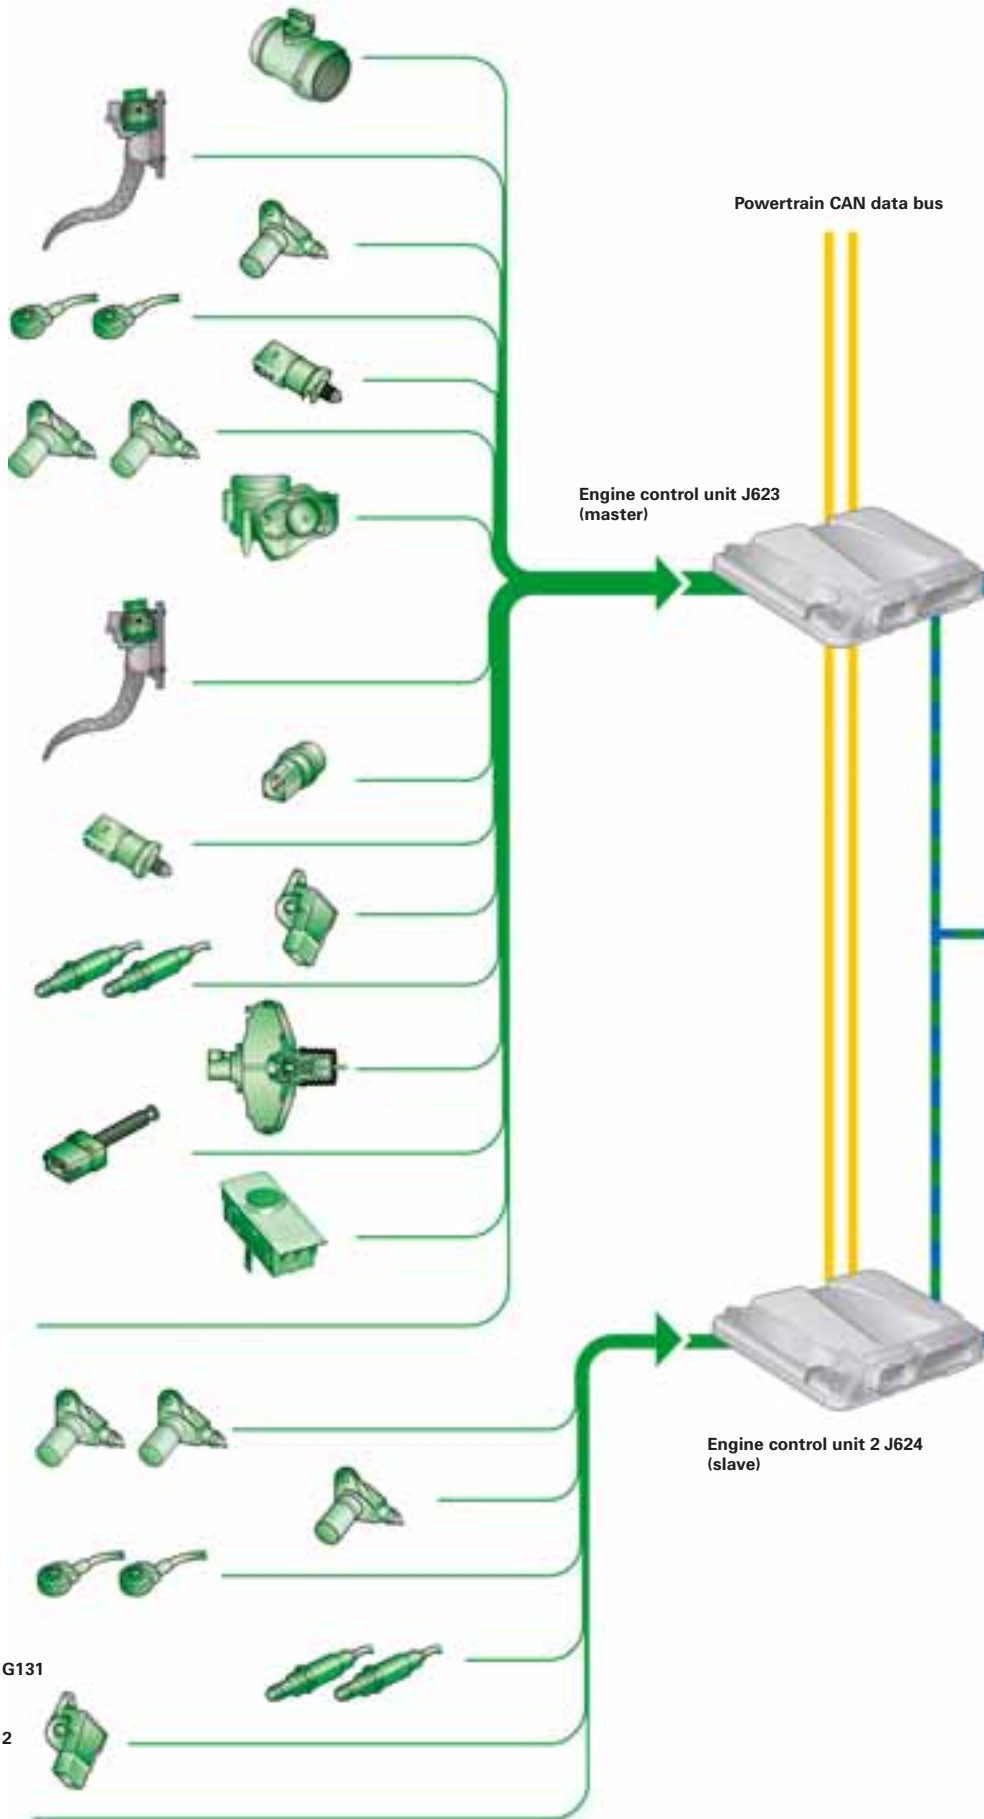 Powertrain CAN data bus
Engine control unit J623
(master)
Engine control unit 2 J624
(slave)
G131
2